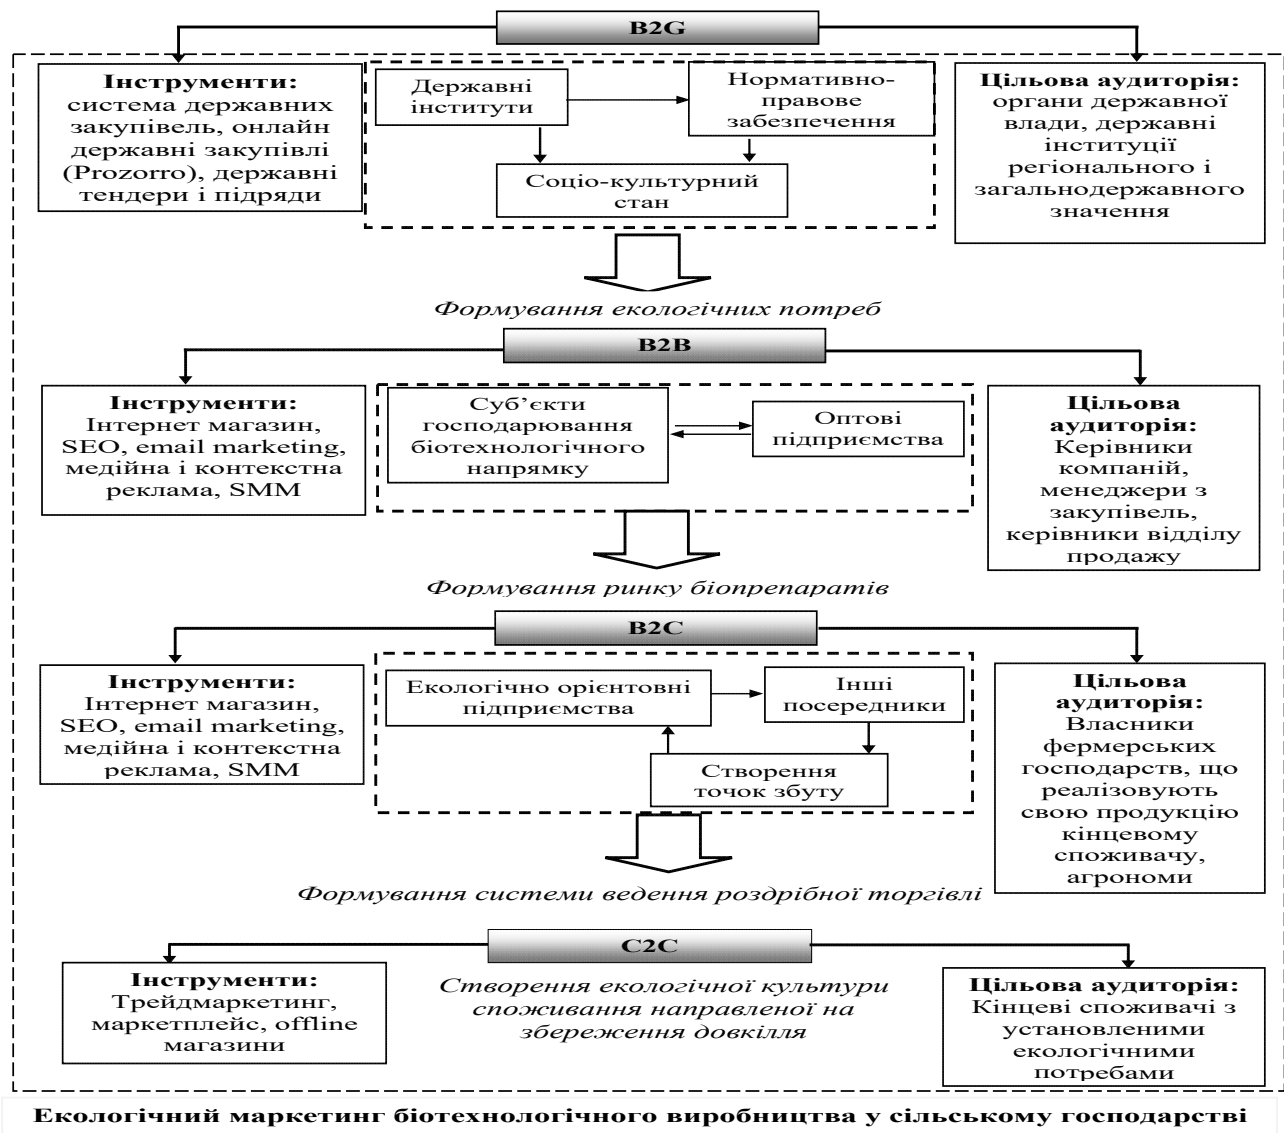 B2G
Інструменти:
система державних
закупівель, онлайн
державні закупівлі
(Prozorro), державні
тендери і підряди
Державні
інститути
Нормативно-
правове
забезпечення
Соціо-культурний
стан
Цільова аудиторія:
органи державної
влади, державні
інституції
регіонального і
загальнодержавного
значення
Формування екологічних потреб
B2B
Інструменти:
Інтернет магазин,
SEO, email marketing,
медійна і контекстна
реклама, SMM
Суб’єкти
господарювання
біотехнологічного
напрямку
Оптові
підприємства
Цільова
аудиторія:
Керівники
компаній,
менеджери з
закупівель,
керівники відділу
продажу
Формування ринку біопрепаратів
B2C
Інструменти:
Інтернет магазин,
SEO, email marketing,
медійна і контекстна
реклама, SMM
Екологічно орієнтовні
підприємства
Інші
посередники
Створення
точок збуту
Цільова
аудиторія:
Власники
фермерських
господарств, що
реалізовують
свою продукцію
кінцевому
споживачу,
агрономи
Формування системи ведення роздрібної торгівлі
C2C
Інструменти:
Трейдмаркетинг,
маркетплейс, offline
магазини
Створення екологічної культури
споживання направленої на
збереження довкілля
Цільова аудиторія:
Кінцеві споживачі з
установленими
екологічними
потребами
Екологічний маркетинг біотехнологічного виробництва у сільському господарстві